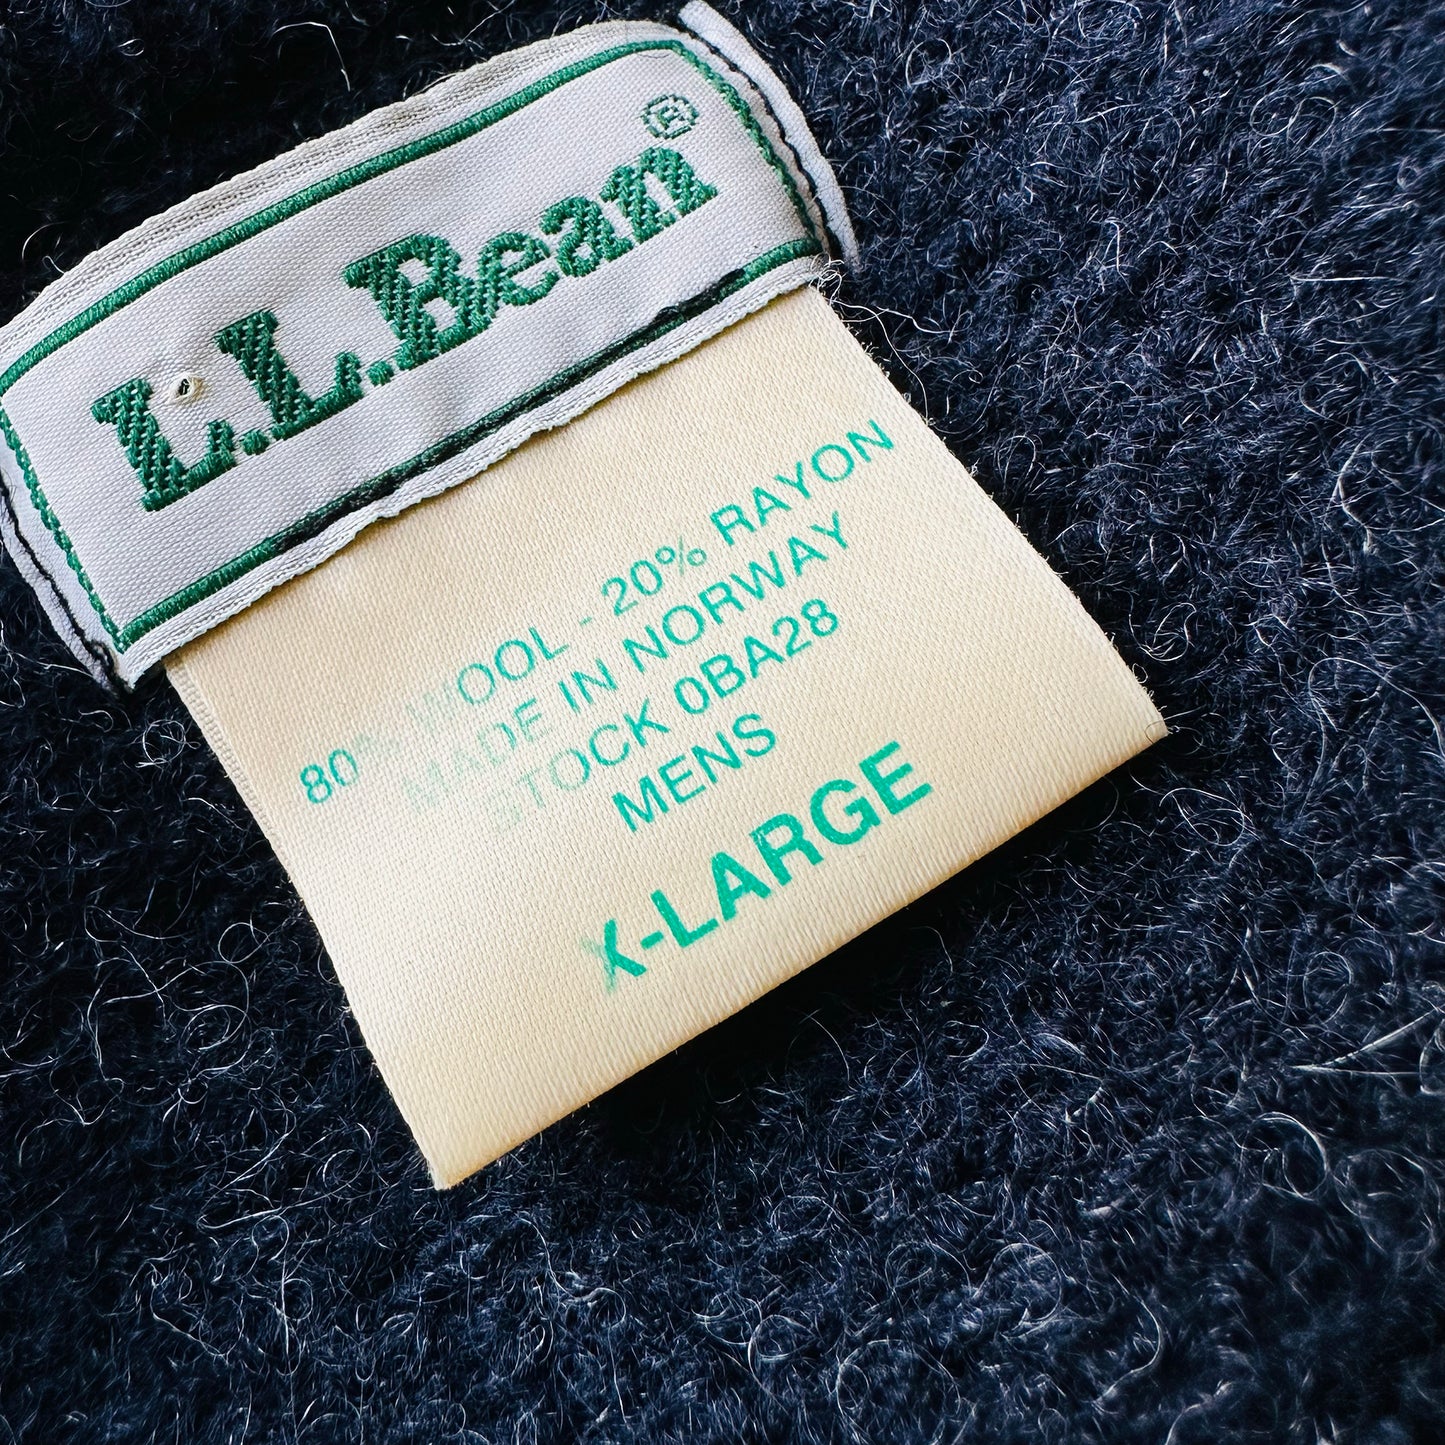 L.L.Bean®
80% WOOL - 20% RAYON
MADE IN NORWAY
STOCK 0BA28
MENS
X-LARGE